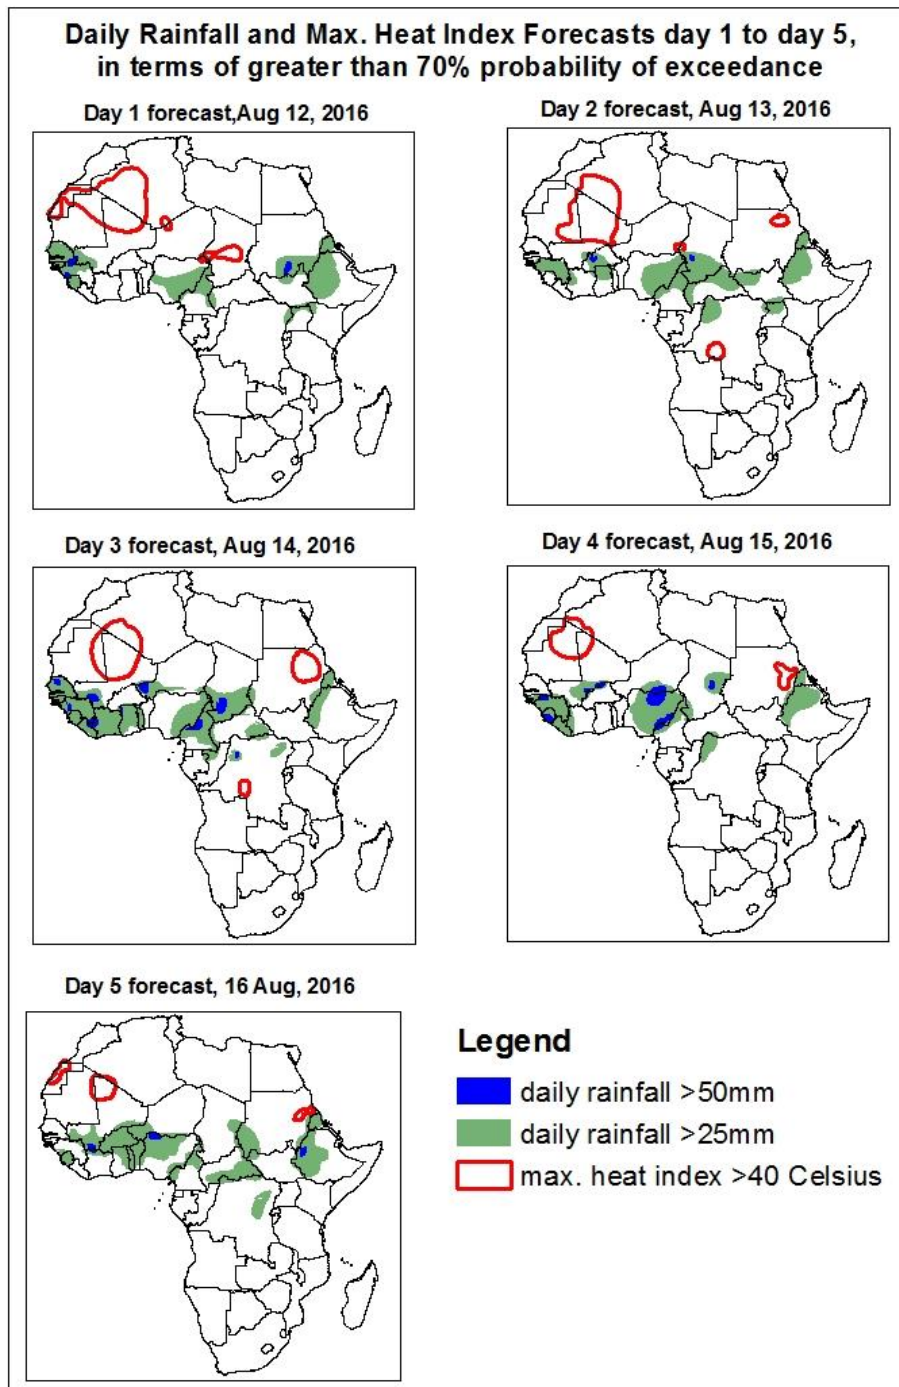 Daily Rainfall and Max. Heat Index Forecasts day 1 to day 5,
in terms of greater than 70% probability of exceedance
Day 1 forecast,Aug 12, 2016
Day 2 forecast, Aug 13, 2016
Day 3 forecast, Aug 14, 2016
Day 4 forecast, Aug 15, 2016
Day 5 forecast, 16 Aug, 2016
Legend
daily rainfall >50mm
daily rainfall >25mm
max. heat index >40 Celsius